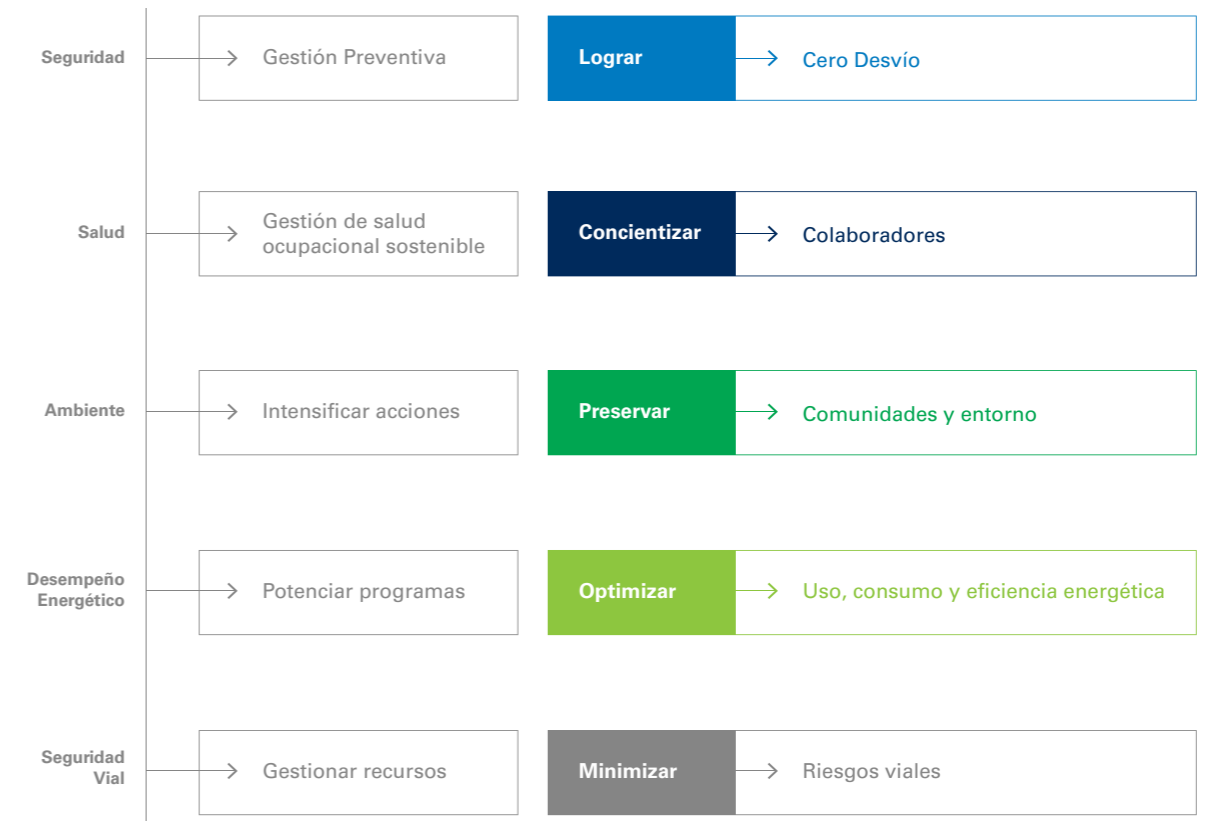 Seguridad
Gestión Preventiva
Lograr
Cero Desvío
Salud
Gestión de salud
ocupacional sostenible
Concientizar
Colaboradores
Ambiente
Intensificar acciones
Preservar
Comunidades y entorno
Desempeño
Energético
Potenciar programas
Optimizar
Uso, consumo y eficiencia energética
Seguridad
Vial
Gestionar recursos
Minimizar
Riesgos viales